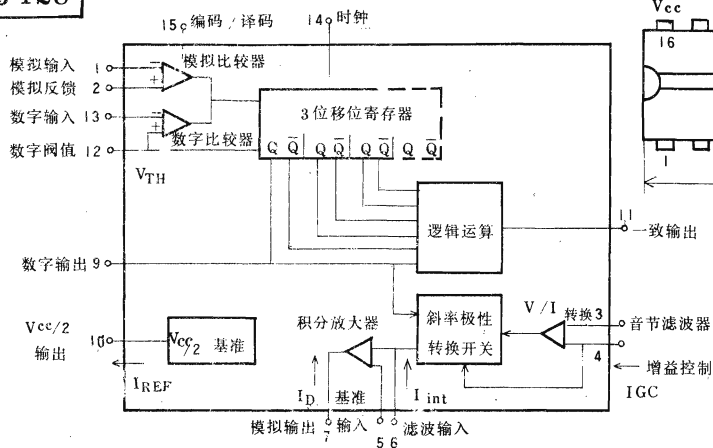 15 编码/译码
14 时钟
Vcc
16
模拟输入 1
模拟比较器
模拟反馈 2
数字输入 13
3位移位寄存器
数字比较器
数字阀值 12
Q Q̅ Q Q̅ Q Q̅ Q Q̅
V_TH
1
逻辑运算
11
一致输出
数字输出 9
Vcc/2
输出
10
Vcc/2 基准
积分放大器
斜率极性
转换开关
V/I
转换 3
音节滤波器
4
增益控制
IGC
I_REF
I_D
基准
I_int
模拟输出
7
输入
5 6
滤波输入